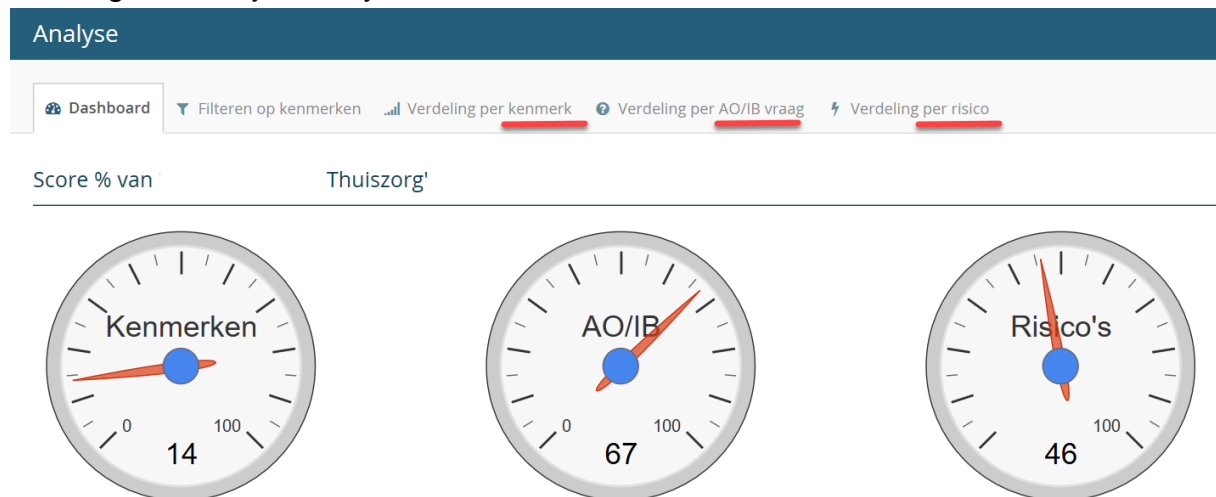 Analyse
Dashboard Filteren op kenmerken Verdeling per kenmerk Verdeling per AO/IB vraag Verdeling per risico
Score % van ' Thuiszorg'
Kenmerken AO/IB Risico's
0 100 0 100 100
14 67 46